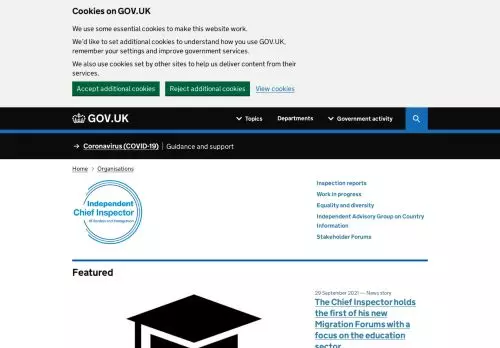 Cookies on GOV.UK
We use some essential cookies to make this website work.
We'd like to set additional cookies to understand how you use GOV.UK,
remember your settings and improve government services.
We also use cookies set by other sites to help us deliver content from their
services.
Accept additional cookies Reject additional cookies View cookies
GOV.UK Topics Departments Government activity
→ Coronavirus (COVID-19) Guidance and support
Home > Organisations
Independent
Chief Inspector
of Borders and Immigration
Inspection reports
Work in progress
Equality and diversity
Independent Advisory Group on Country
Information
Stakeholder Forums
Featured
29 September 2021 — News story
The Chief Inspector holds
the first of his new
Migration Forums with a
focus on the education
sector